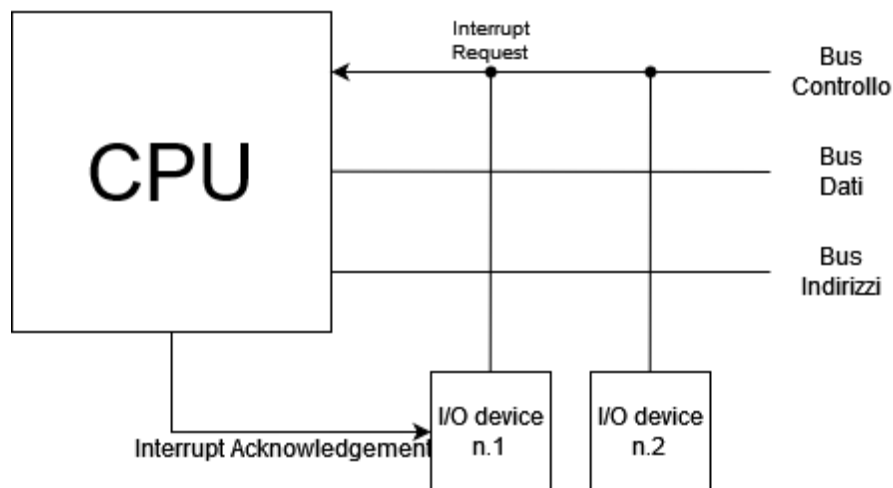 Interrupt
Request
Bus
Controllo
CPU
Bus
Dati
Bus
Indirizzi
Interrupt Acknowledgement
I/O device
n.1
I/O device
n.2